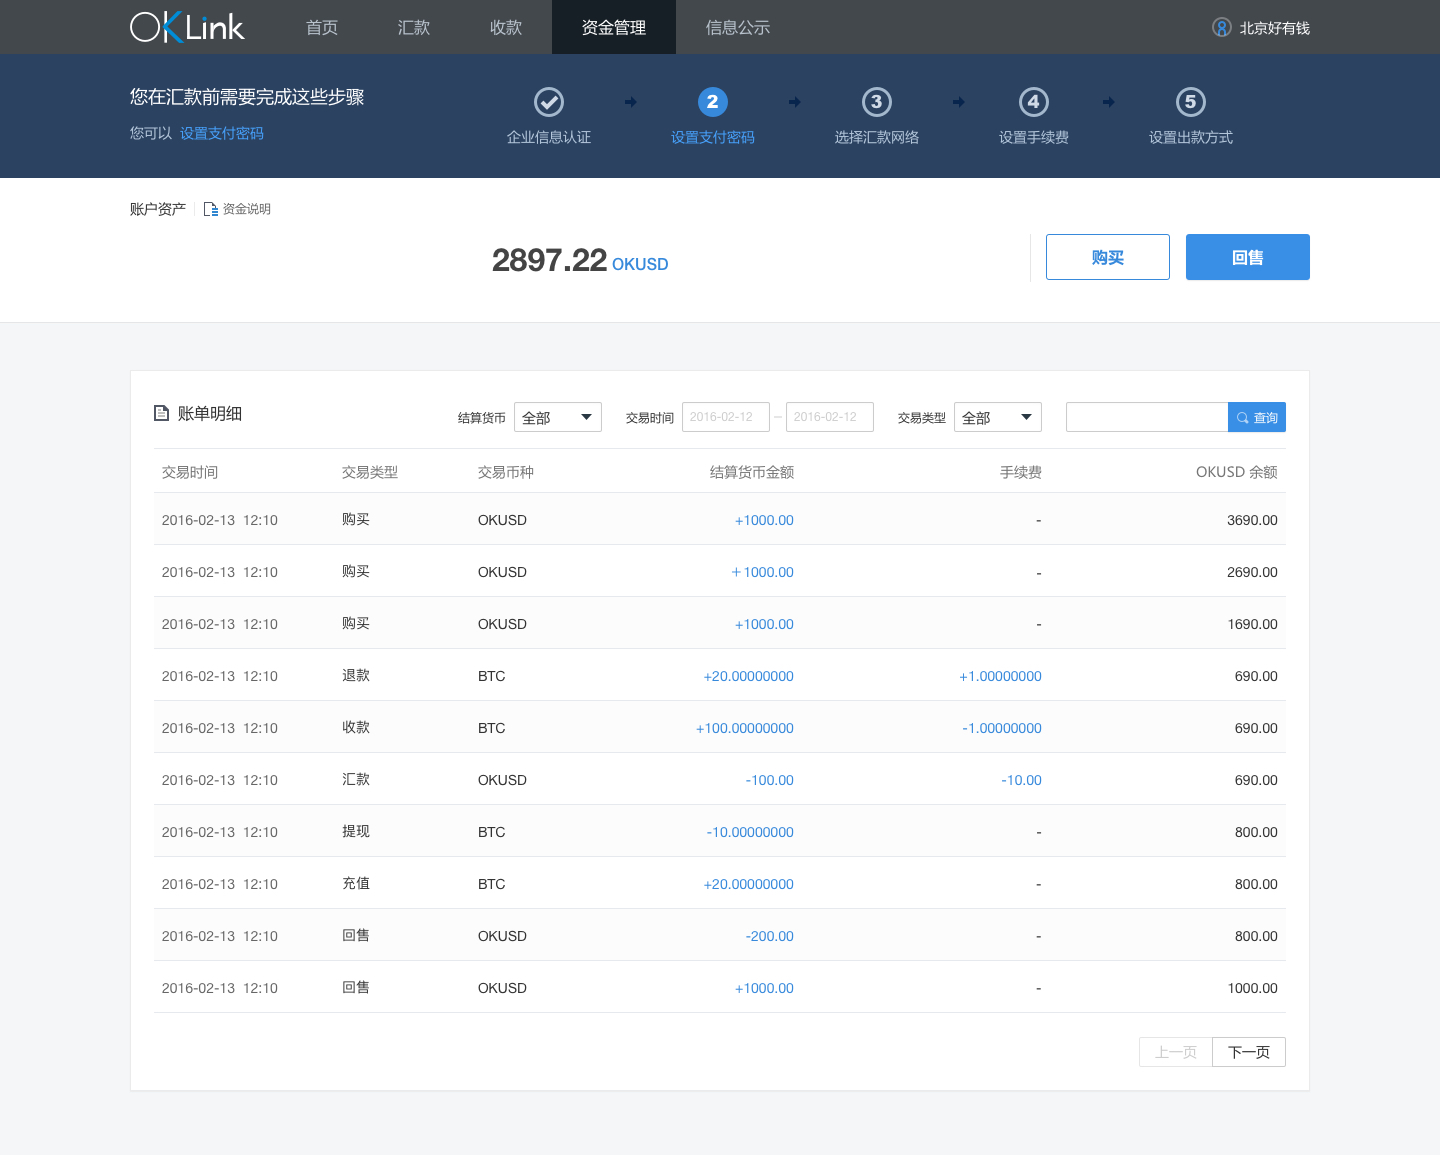 OKLink 首页 汇款 收款 资金管理 信息公示 北京好有钱
您在汇款前需要完成这些步骤
您可以 设置支付密码
2 3 4 5
企业信息认证 设置支付密码 选择汇款网络 设置手续费 设置出款方式
账户资产 资金说明
2897.22 OKUSD 购买 回售
账单明细 结算货币 全部 交易时间 2016-02-12 – 2016-02-12 交易类型 全部 查询
交易时间 交易类型 交易币种 结算货币金额 手续费 OKUSD 余额
2016-02-13 12:10 购买 OKUSD +1000.00 - 3690.00
2016-02-13 12:10 购买 OKUSD +1000.00 - 2690.00
2016-02-13 12:10 购买 OKUSD +1000.00 - 1690.00
2016-02-13 12:10 退款 BTC +20.00000000 +1.00000000 690.00
2016-02-13 12:10 收款 BTC +100.00000000 -1.00000000 690.00
2016-02-13 12:10 汇款 OKUSD -100.00 -10.00 690.00
2016-02-13 12:10 提现 BTC -10.00000000 - 800.00
2016-02-13 12:10 充值 BTC +20.00000000 - 800.00
2016-02-13 12:10 回售 OKUSD -200.00 - 800.00
2016-02-13 12:10 回售 OKUSD +1000.00 - 1000.00
上一页 下一页